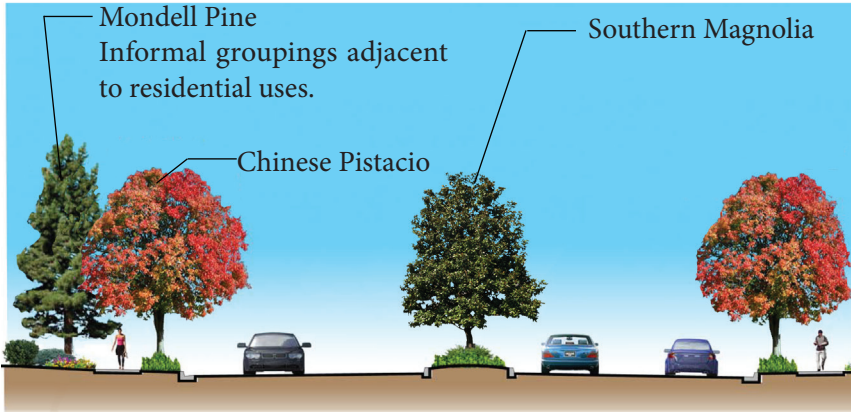 Mondell Pine
Informal groupings adjacent
to residential uses.
Southern Magnolia
Chinese Pistacio